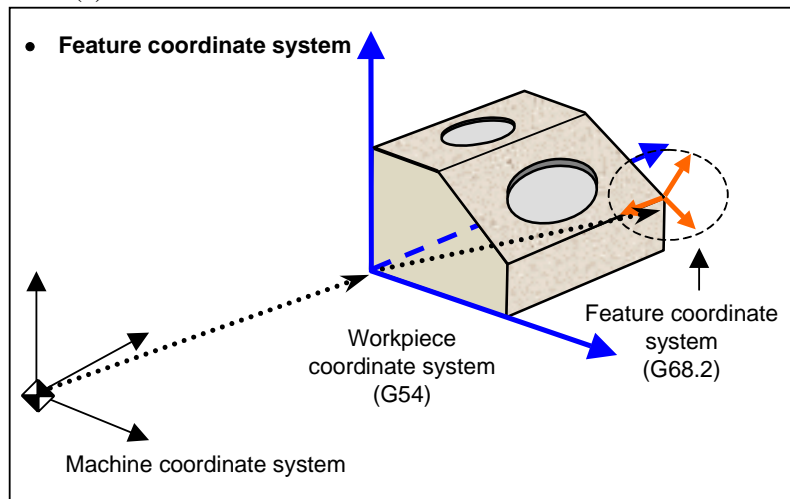 • Feature coordinate system
Workpiece
coordinate system
(G54)
Feature coordinate
system
(G68.2)
Machine coordinate system